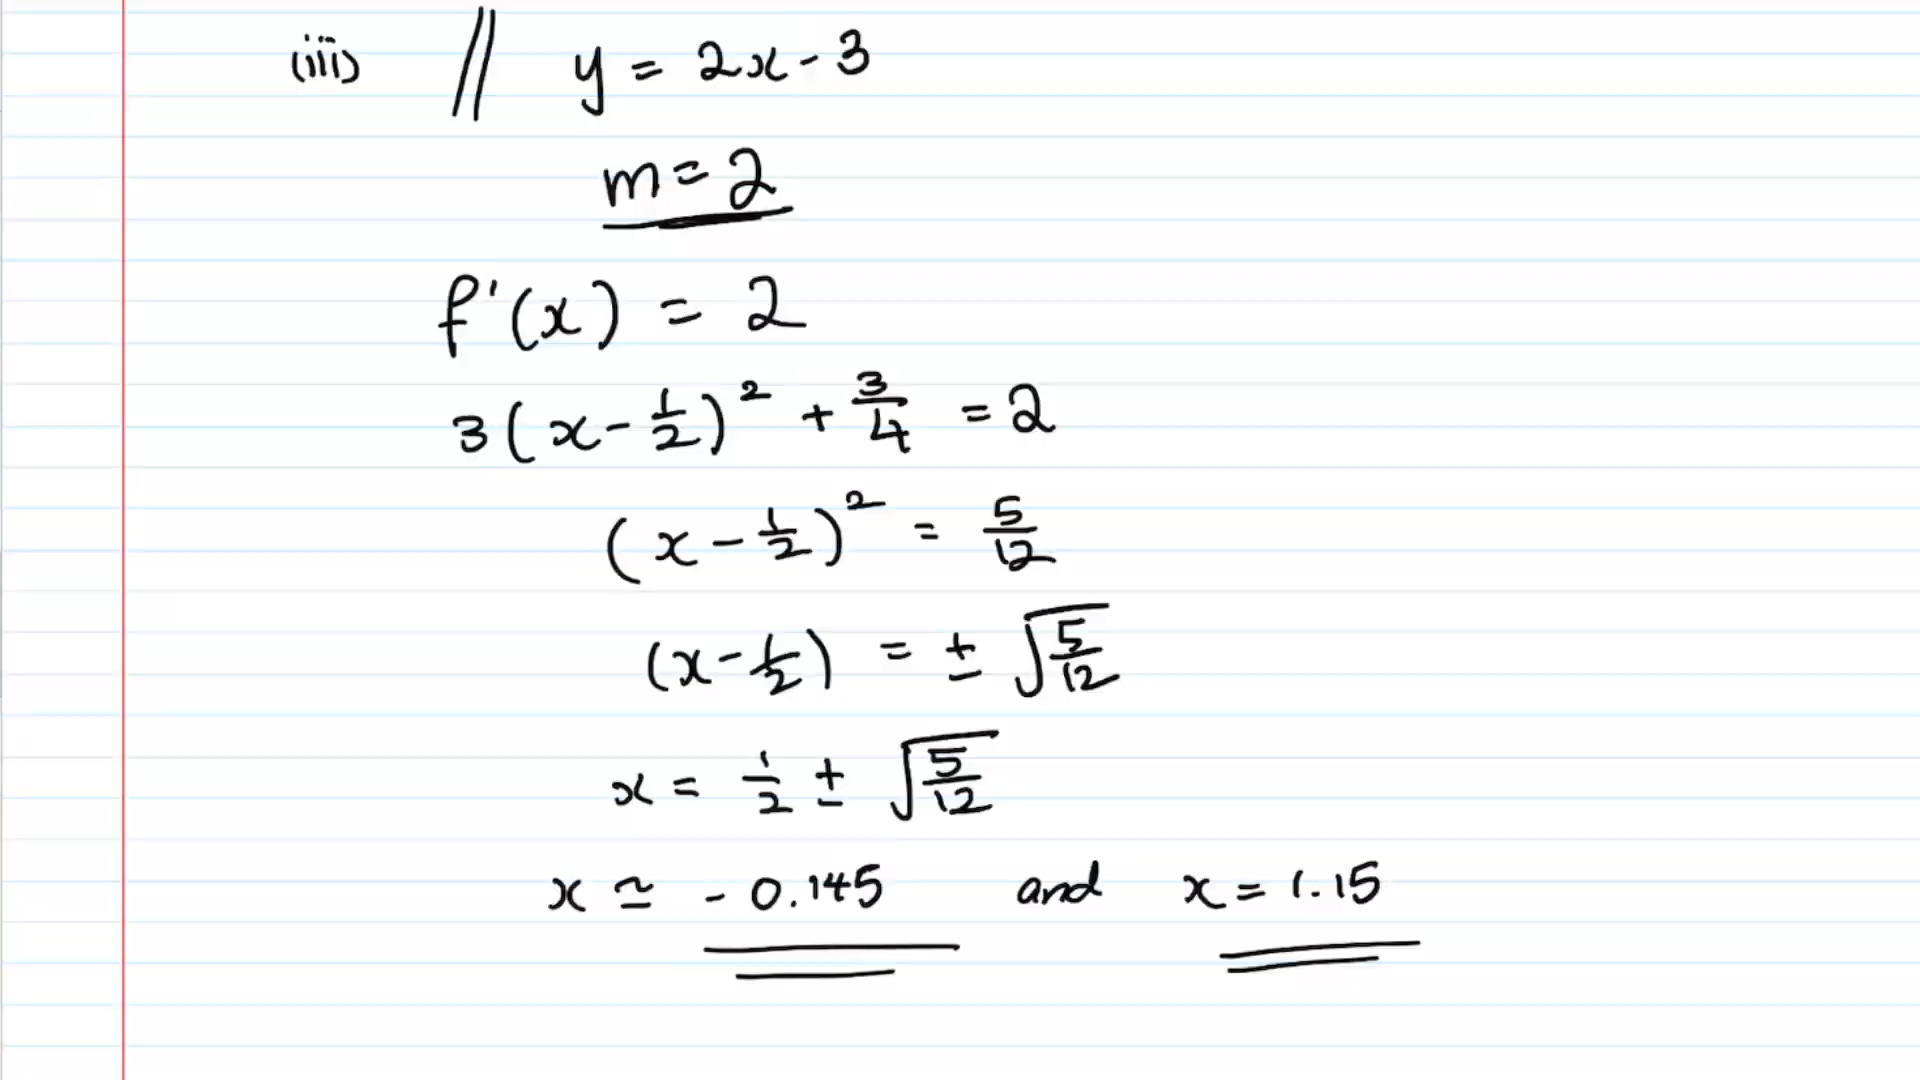 (iii) // y = 2x - 3
m = 2
f'(x) = 2
3(x - 1/2)² + 3/4 = 2
(x - 1/2)² = 5/12
(x - 1/2) = ± √(5/12)
x = 1/2 ± √(5/12)
x ≃ - 0.145 and x = 1.15